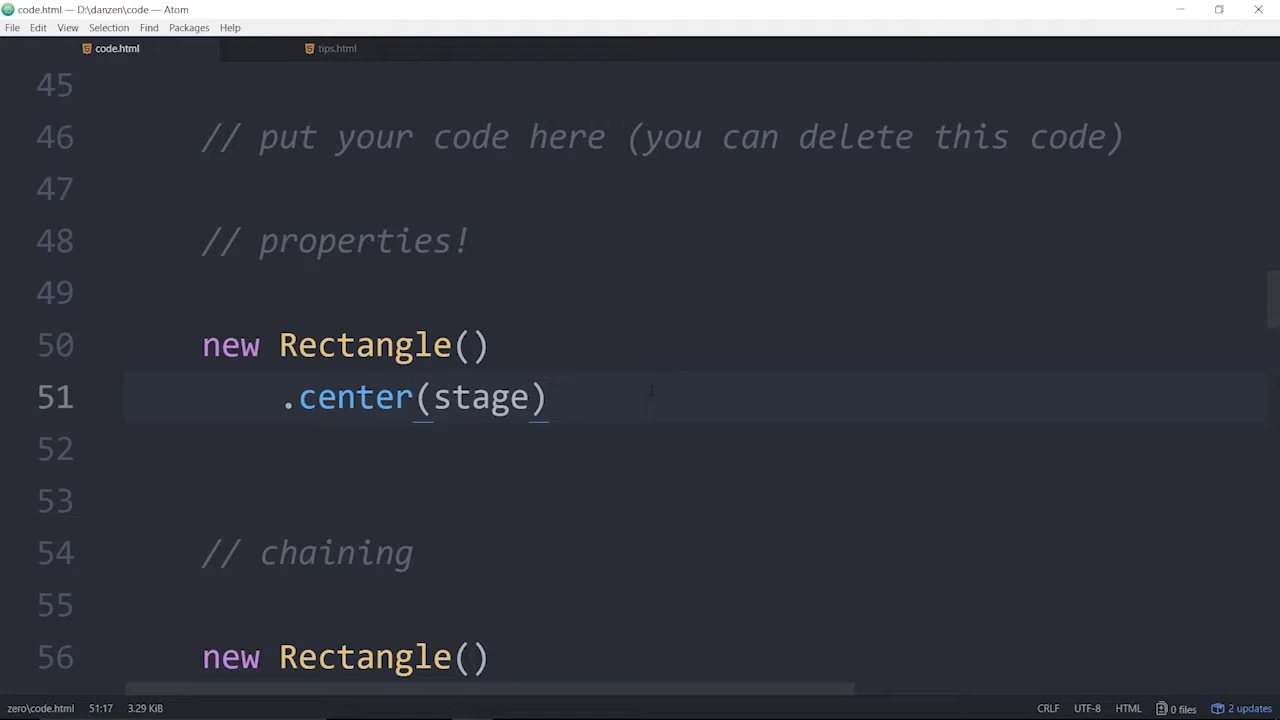 code.html — D:\danzen\code — Atom
File Edit View Selection Find Packages Help
code.html tips.html
45
46 // put your code here (you can delete this code)
47
48 // properties!
49
50 new Rectangle()
51 .center(stage)
52
53
54 // chaining
55
56 new Rectangle()
zero\code.html 51:17 3.29 KiB CRLF UTF-8 HTML 0 files 2 updates